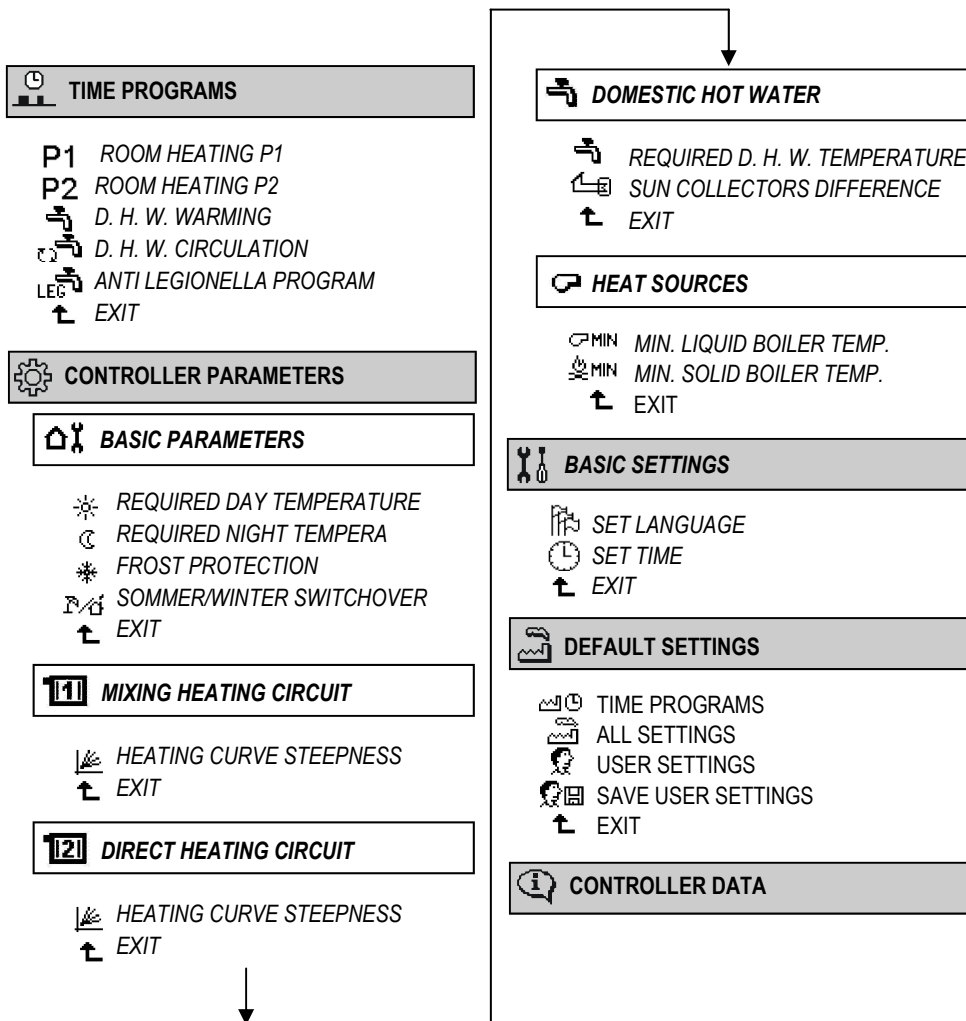 TIME PROGRAMS
P1 ROOM HEATING P1
P2 ROOM HEATING P2
D. H. W. WARMING
D. H. W. CIRCULATION
LEG ANTI LEGIONELLA PROGRAM
EXIT
CONTROLLER PARAMETERS
BASIC PARAMETERS
REQUIRED DAY TEMPERATURE
REQUIRED NIGHT TEMPERA
FROST PROTECTION
SOMMER/WINTER SWITCHOVER
EXIT
1 MIXING HEATING CIRCUIT
HEATING CURVE STEEPNESS
EXIT
2 DIRECT HEATING CIRCUIT
HEATING CURVE STEEPNESS
EXIT
DOMESTIC HOT WATER
REQUIRED D. H. W. TEMPERATURE
SUN COLLECTORS DIFFERENCE
EXIT
HEAT SOURCES
MIN MIN. LIQUID BOILER TEMP.
MIN MIN. SOLID BOILER TEMP.
EXIT
BASIC SETTINGS
SET LANGUAGE
SET TIME
EXIT
DEFAULT SETTINGS
TIME PROGRAMS
ALL SETTINGS
USER SETTINGS
SAVE USER SETTINGS
EXIT
i CONTROLLER DATA